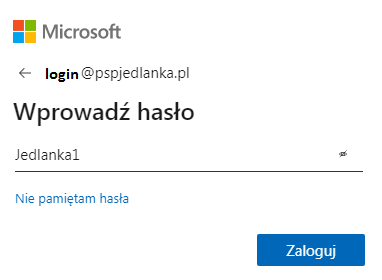 Microsoft
← login@pspjedlanka.pl
Wprowadź hasło
Jedlanka1
Nie pamiętam hasła
Zaloguj